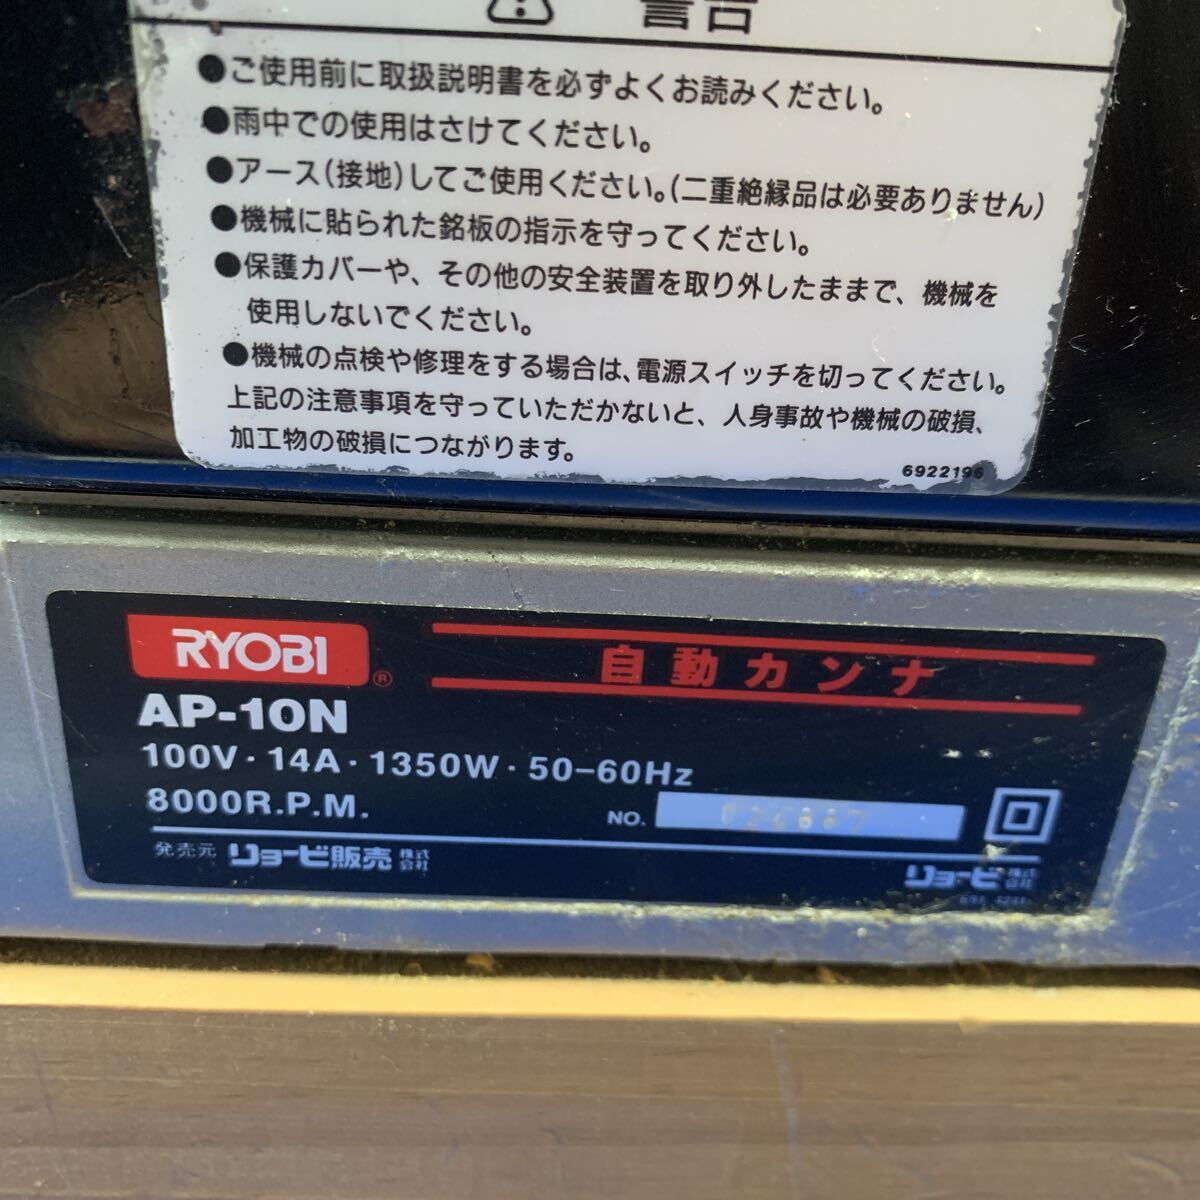 警告
●ご使用前に取扱説明書を必ずよくお読みください。
●雨中での使用はさけてください。
●アース(接地)してご使用ください。(二重絶縁品は必要ありません)
●機械に貼られた銘板の指示を守ってください。
●保護カバーや、その他の安全装置を取り外したままで、機械を
使用しないでください。
●機械の点検や修理をする場合は、電源スイッチを切ってください。
上記の注意事項を守っていただかないと、人身事故や機械の破損、
加工物の破損につながります。
6922196
RYOBI ® 自動カンナ
AP-10N
100V・14A・1350W・50-60Hz
8000R.P.M. NO.
発売元 リョービ販売株式会社 リョービ株式会社